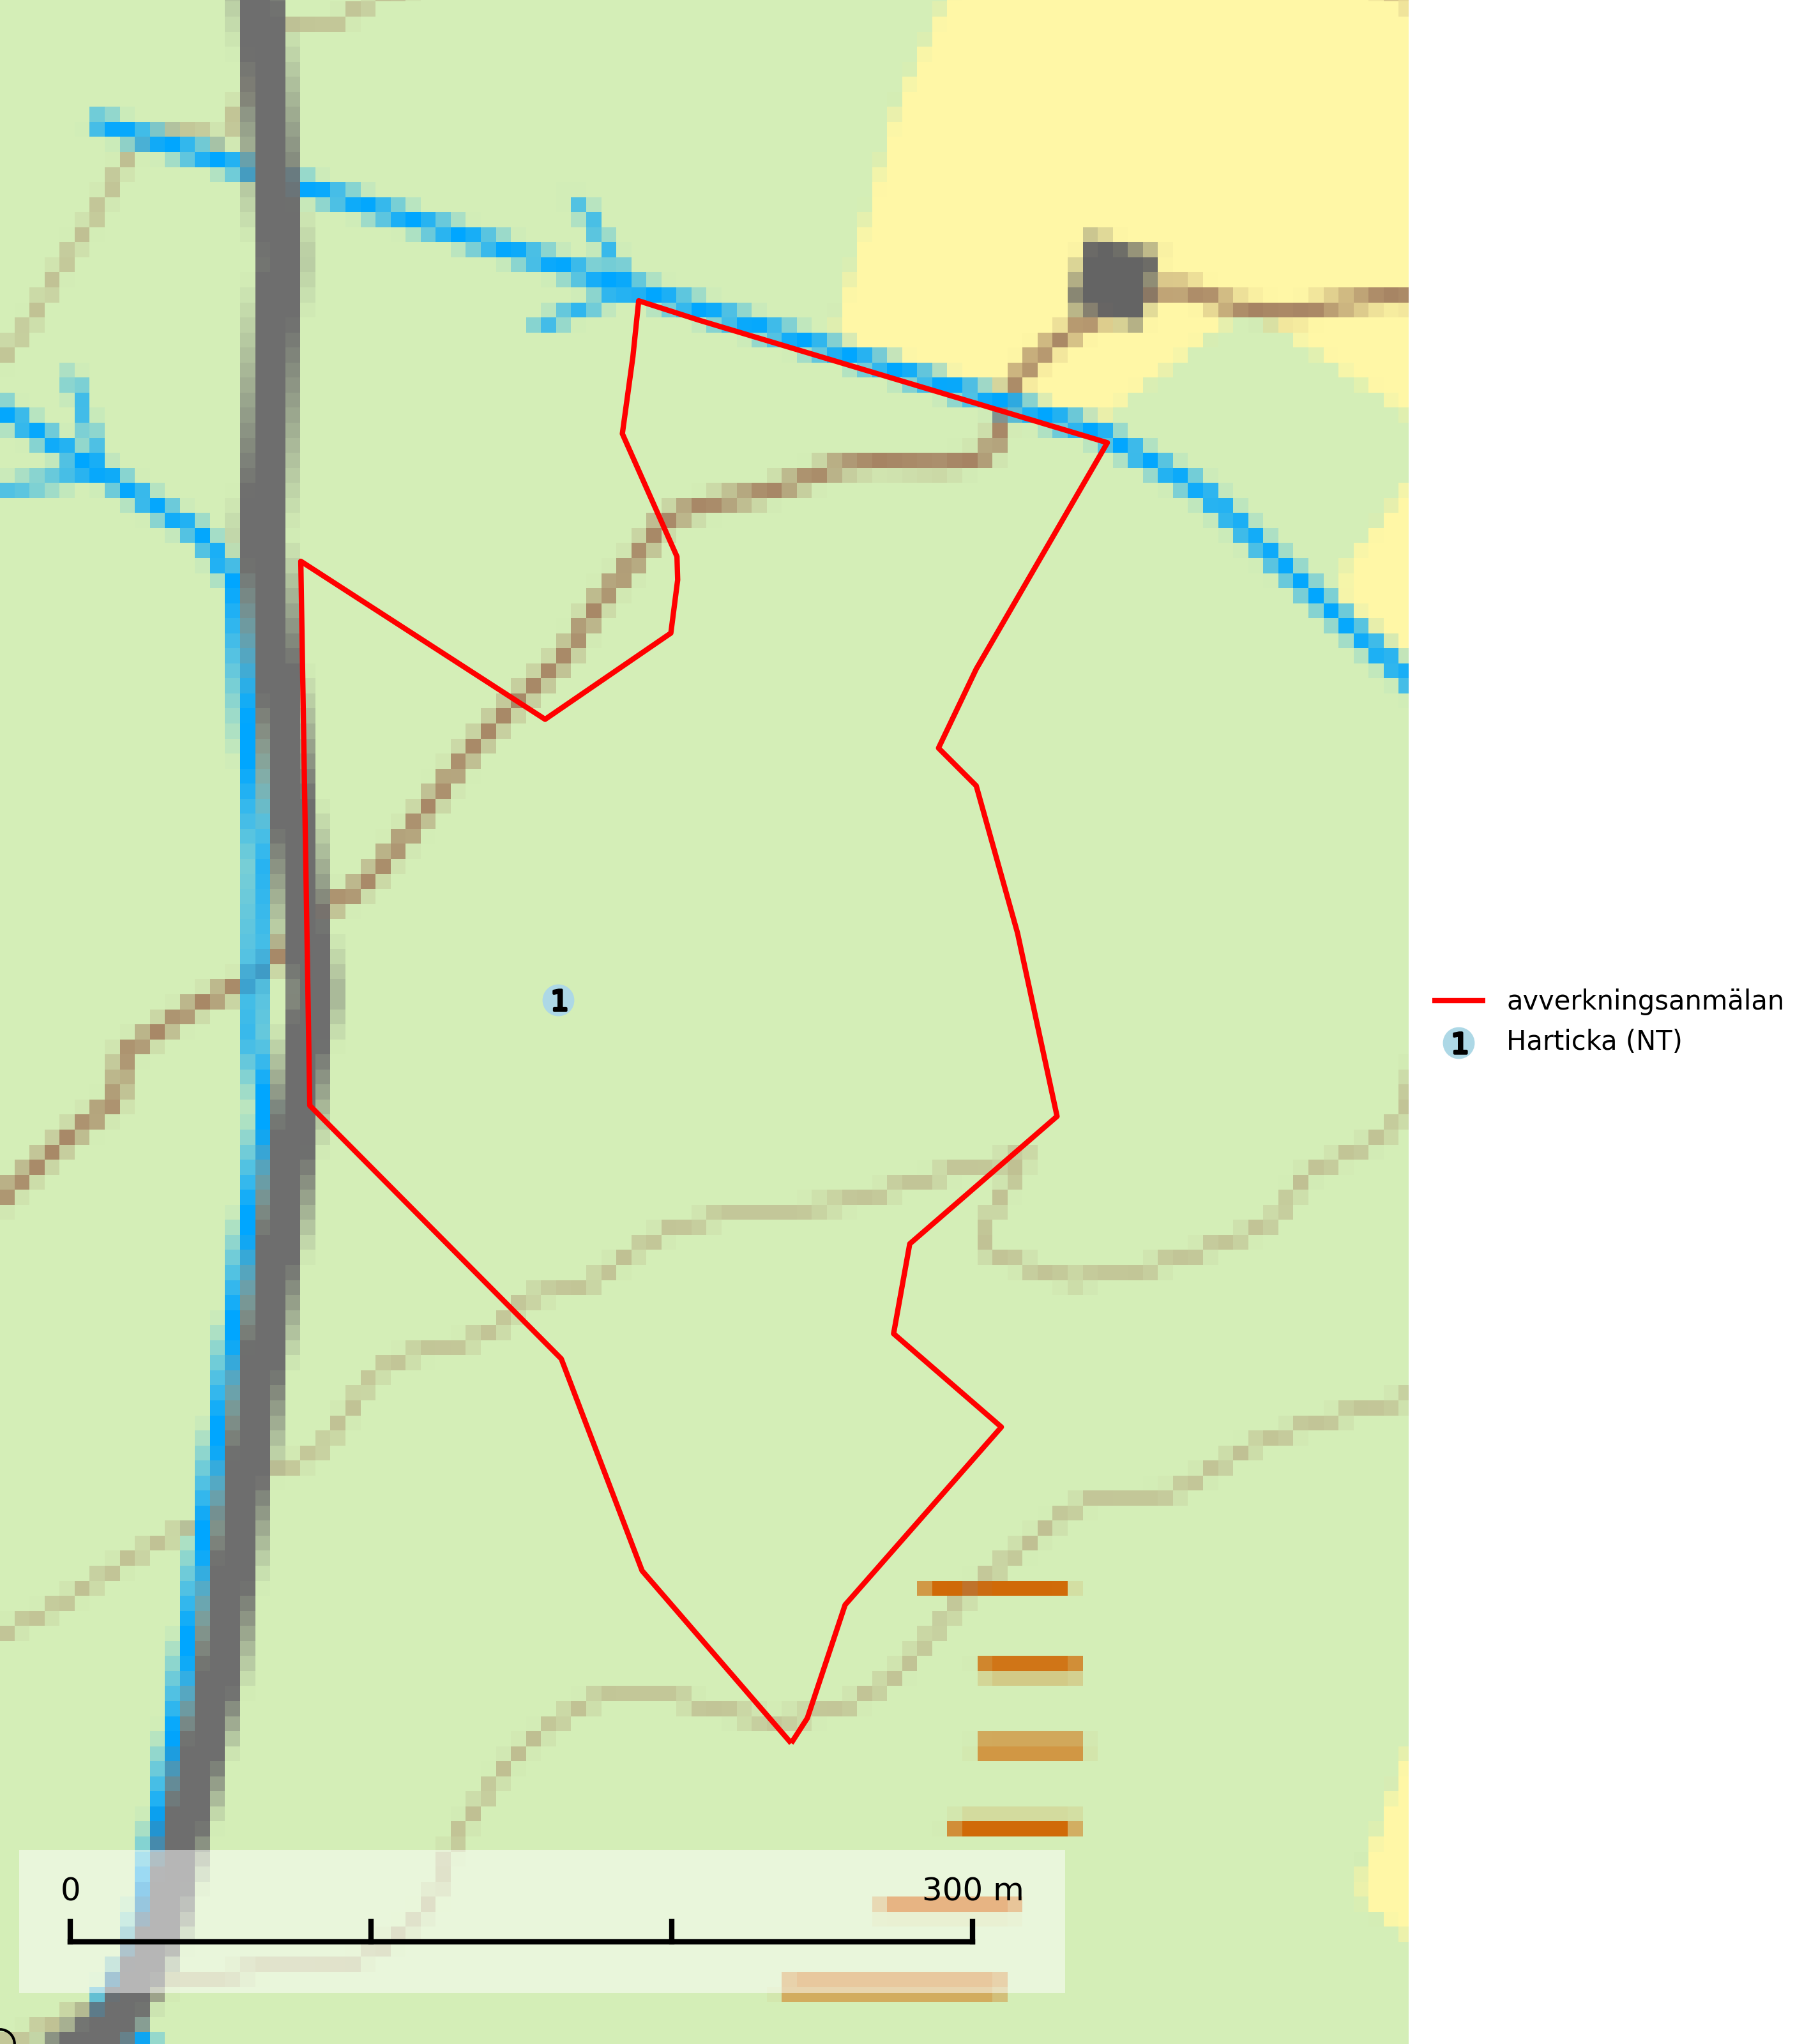 1
avverkningsanmälan
1 Harticka (NT)
0 300 m